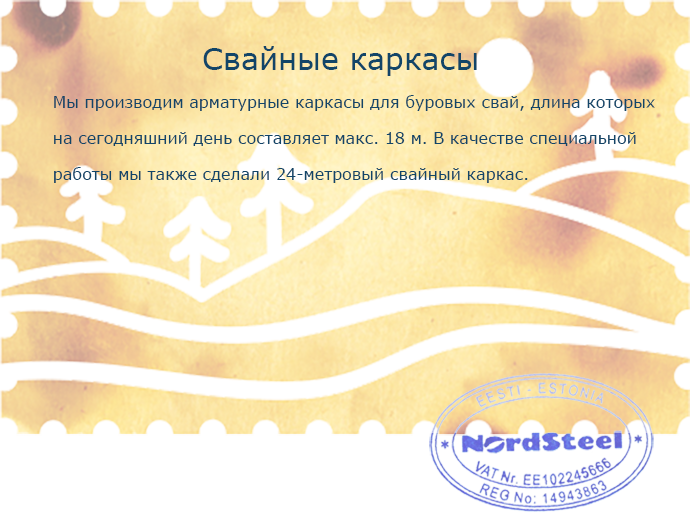 Свайные каркасы
Мы производим арматурные каркасы для буровых свай, длина которых
на сегодняшний день составляет макс. 18 м. В качестве специальной
работы мы также сделали 24-метровый свайный каркас.
EESTI - ESTONIA
* NordSteel *
VAT Nr. EE102245666
REG No: 14943863